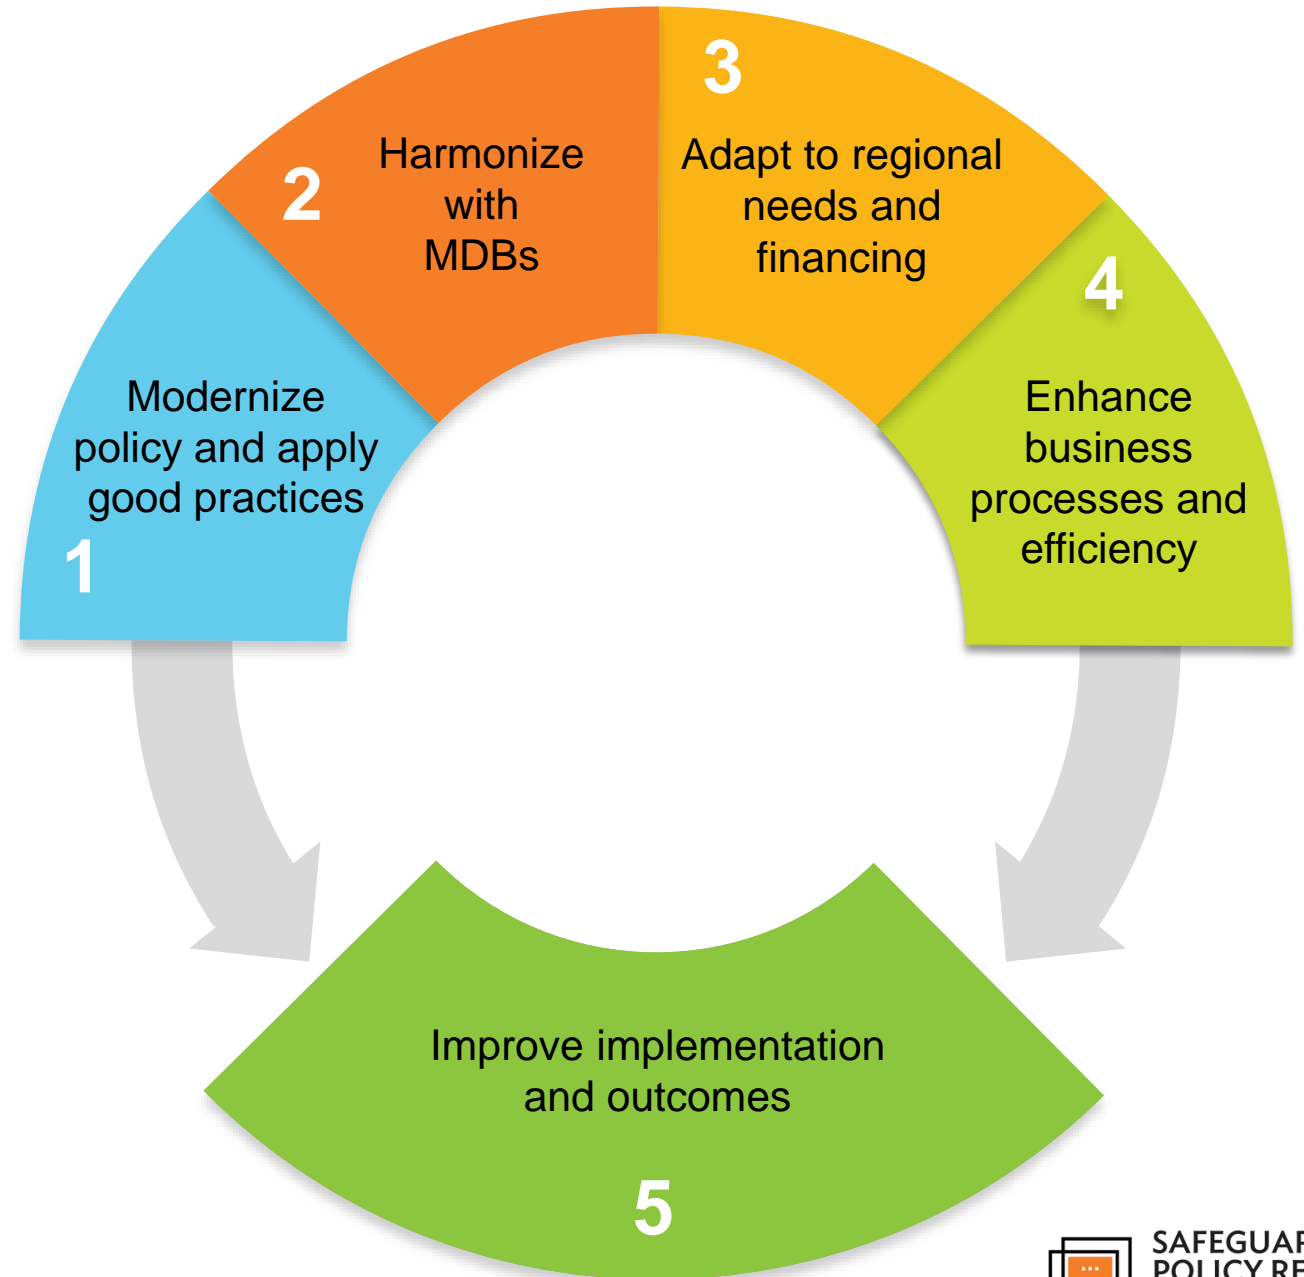 1
Modernize
policy and apply
good practices
2
Harmonize
with
MDBs
3
Adapt to regional
needs and
financing
4
Enhance
business
processes and
efficiency
Improve implementation
and outcomes
5
POLICY